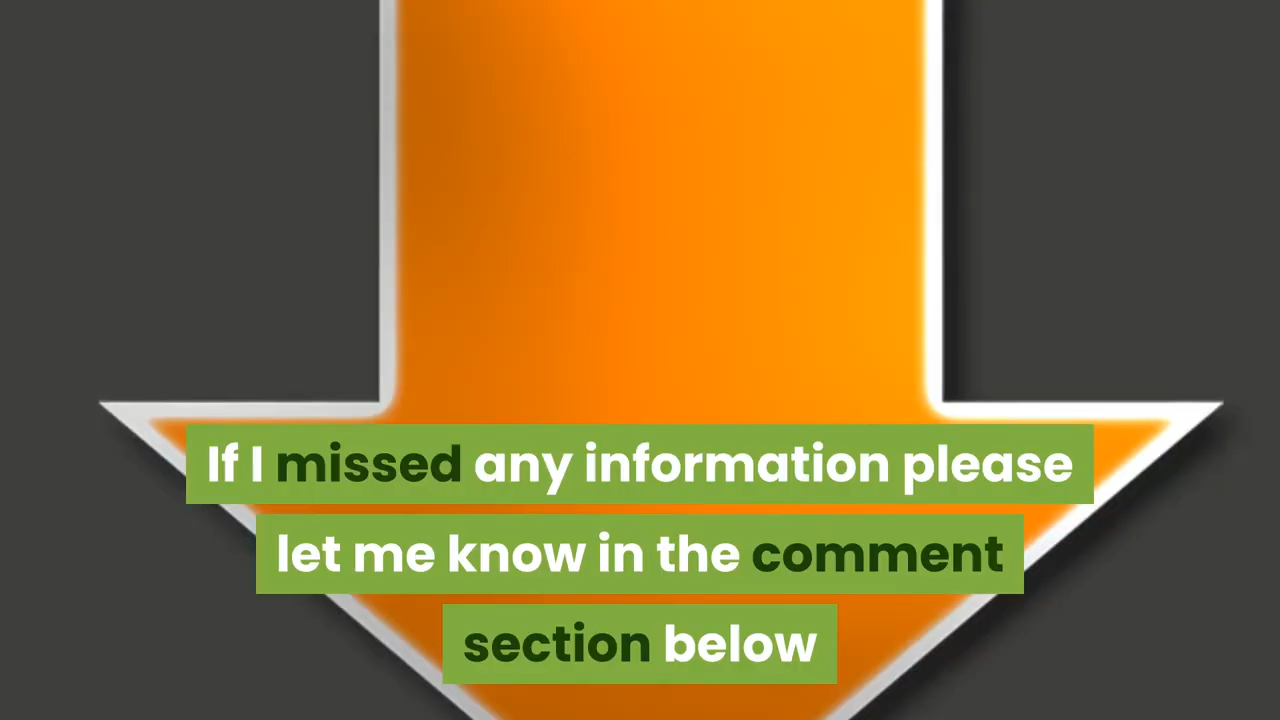 If I missed any information please
let me know in the comment
section below